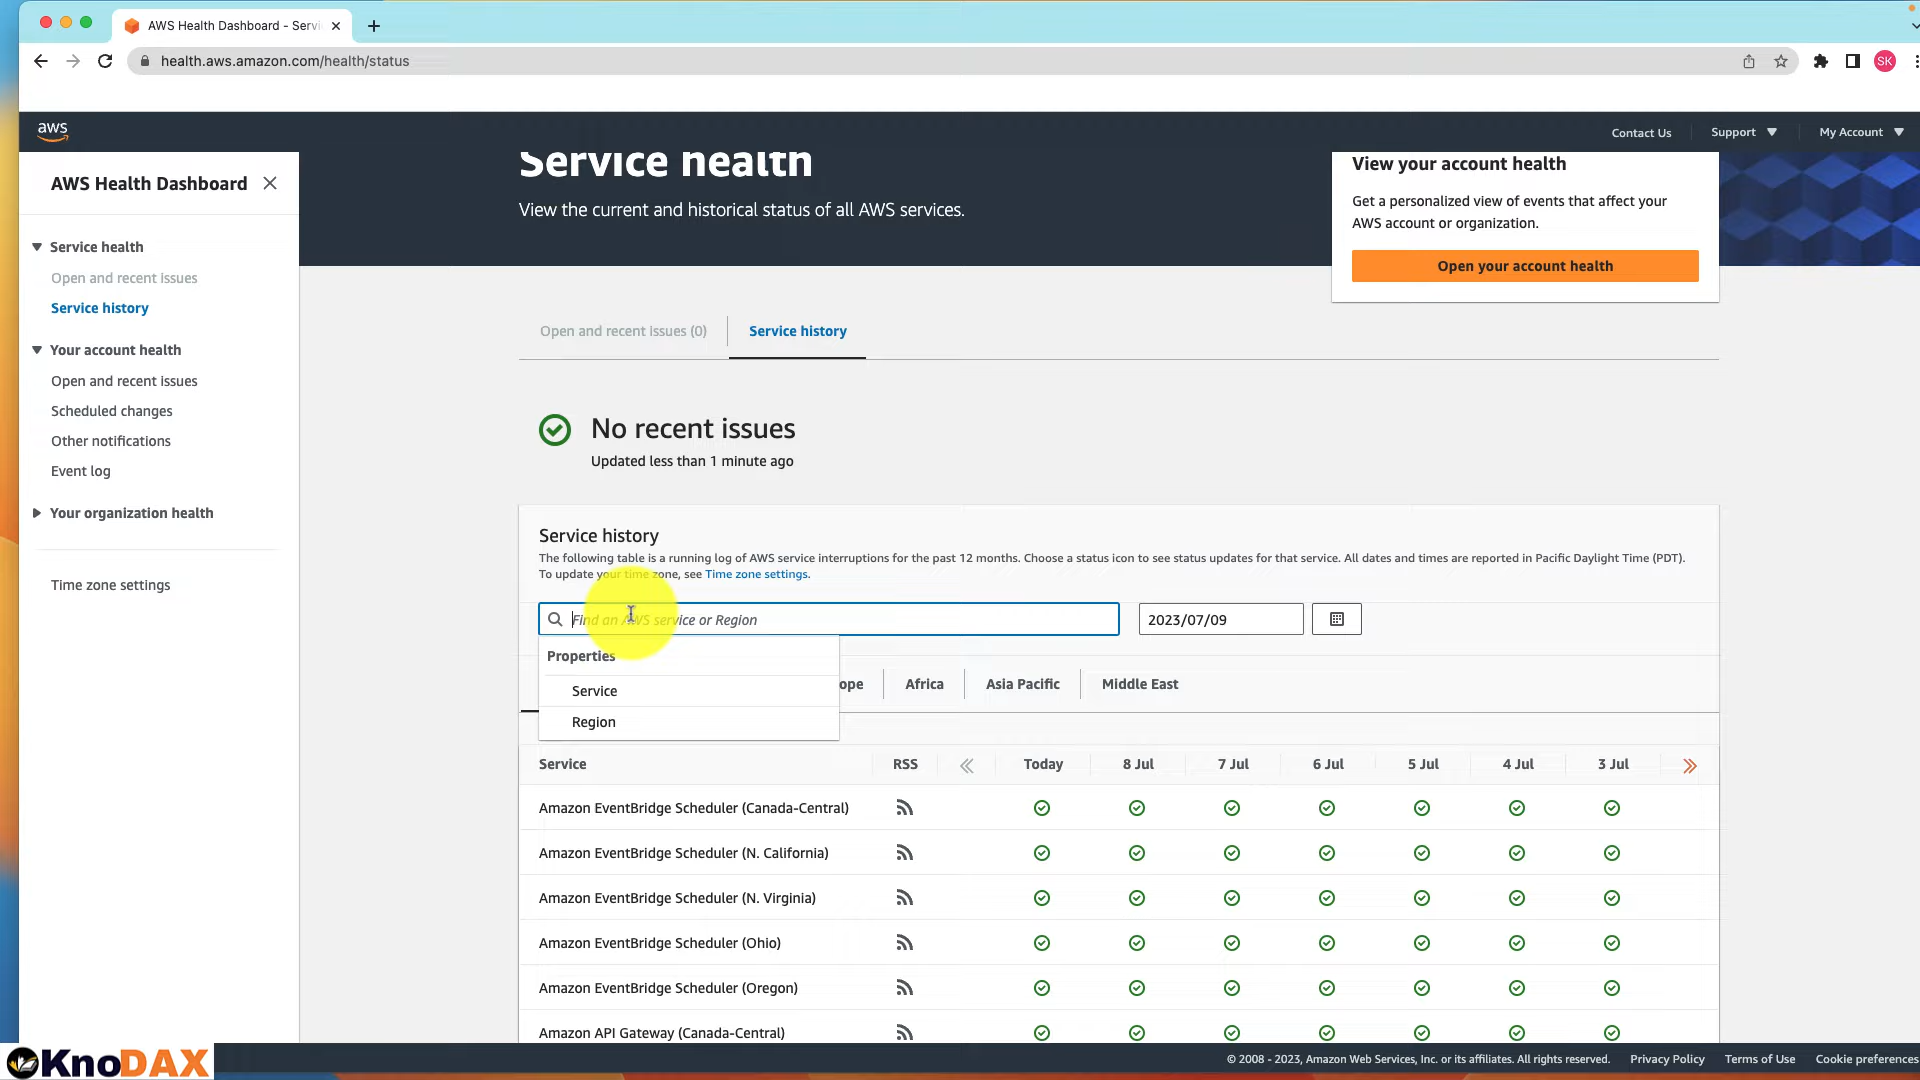 AWS Health Dashboard - Servi
health.aws.amazon.com/health/status
SK
aws
Contact Us
Support
My Account
AWS Health Dashboard
Service health
Open and recent issues
Service history
Your account health
Open and recent issues
Scheduled changes
Other notifications
Event log
Your organization health
Time zone settings
Service health
View the current and historical status of all AWS services.
View your account health
Get a personalized view of events that affect your
AWS account or organization.
Open your account health
Open and recent issues (0)
Service history
No recent issues
Updated less than 1 minute ago
Service history
The following table is a running log of AWS service interruptions for the past 12 months. Choose a status icon to see status updates for that service. All dates and times are reported in Pacific Daylight Time (PDT).
To update your time zone, see Time zone settings.
Find an AWS service or Region
2023/07/09
Properties
Service
Region
ope
Africa
Asia Pacific
Middle East
Service RSS Today 8 Jul 7 Jul 6 Jul 5 Jul 4 Jul 3 Jul
Amazon EventBridge Scheduler (Canada-Central)
Amazon EventBridge Scheduler (N. California)
Amazon EventBridge Scheduler (N. Virginia)
Amazon EventBridge Scheduler (Ohio)
Amazon EventBridge Scheduler (Oregon)
Amazon API Gateway (Canada-Central)
KnoDAX
© 2008 - 2023, Amazon Web Services, Inc. or its affiliates. All rights reserved. Privacy Policy Terms of Use Cookie preferences